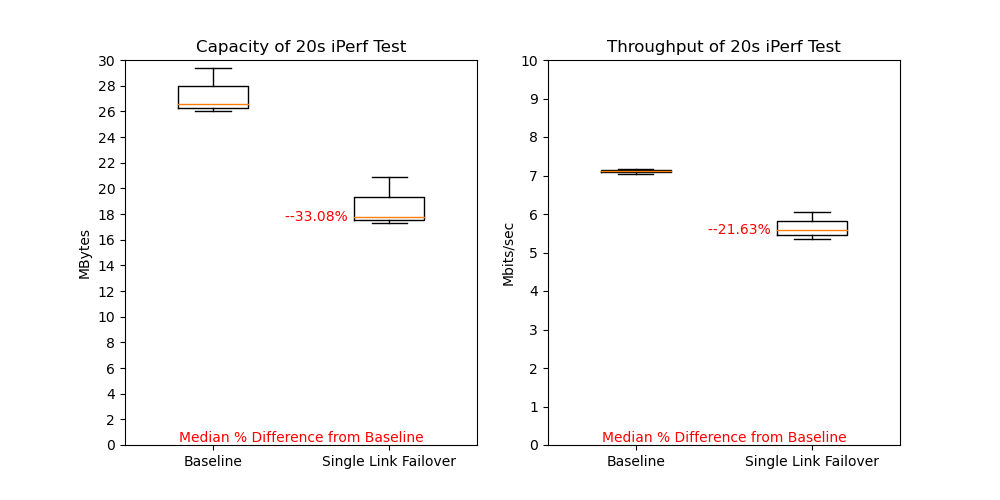 Capacity of 20s iPerf Test
MBytes
30
28
26
24
22
20
18
16
14
12
10
8
6
4
2
0
--33.08%
Median % Difference from Baseline
Baseline
Single Link Failover
Throughput of 20s iPerf Test
Mbits/sec
10
9
8
7
6
5
4
3
2
1
0
--21.63%
Median % Difference from Baseline
Baseline
Single Link Failover